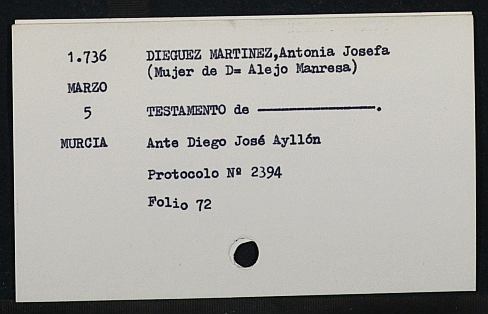 1.736 DIEGUEZ MARTINEZ,Antonia Josefa
(Mujer de D= Alejo Manresa)
MARZO
5 TESTAMENTO de ——————————.
MURCIA Ante Diego José Ayllón
Protocolo Nº 2394
Folio 72